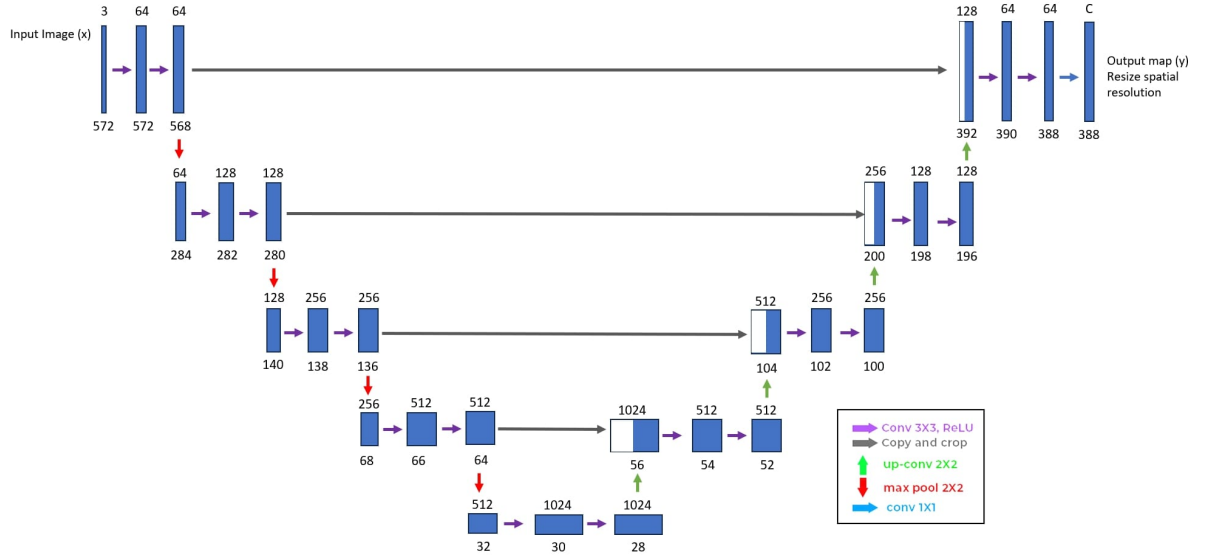 3 64 64 128 64 64 C
Input Image (x)
Output map (y)
Resize spatial
resolution
572 572 568 392 390 388 388
64 128 128 256 128 128
284 282 280 200 198 196
128 256 256 512 256 256
140 138 136 104 102 100
256 512 512 1024 512 512
68 66 64 56 54 52
512 1024 1024
32 30 28
Conv 3X3, ReLU
Copy and crop
up-conv 2X2
max pool 2X2
conv 1X1